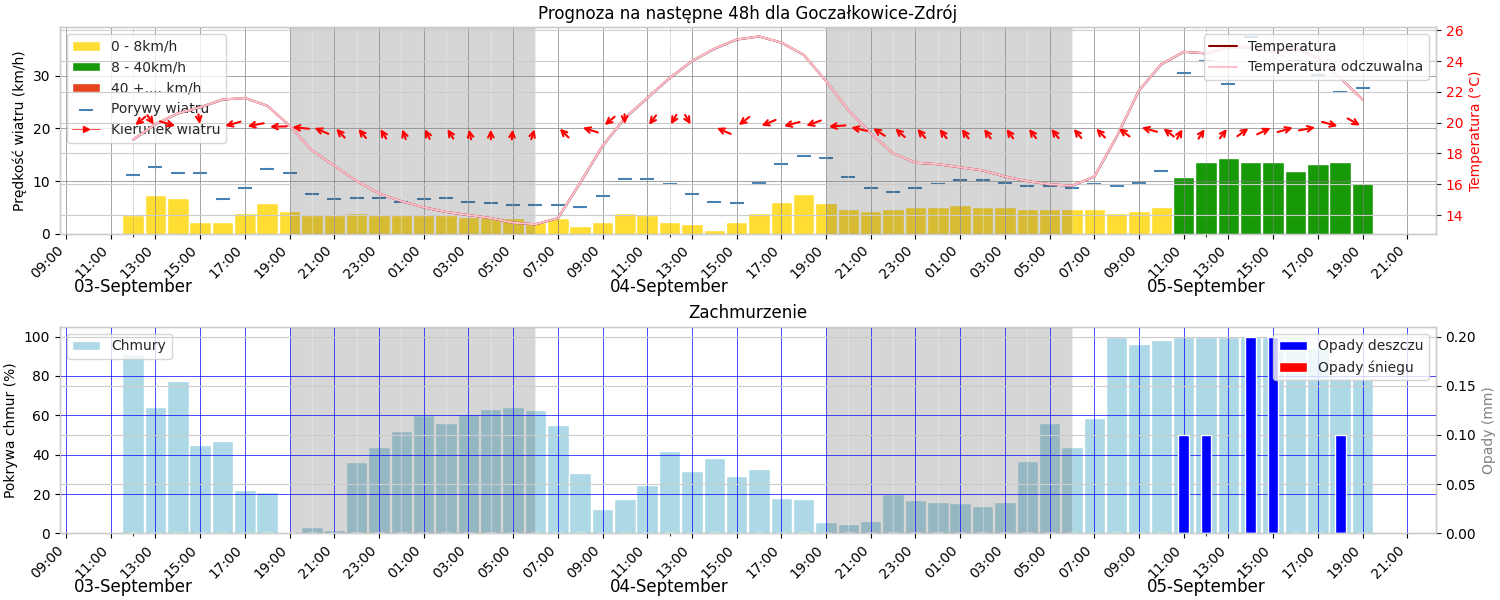 Prognoza na następne 48h dla Goczałkowice-Zdrój
Prędkość wiatru (km/h)
30
20
10
0
0 - 8km/h
8 - 40km/h
40 +.... km/h
Porywy wiatru
Kierunek wiatru
Temperatura
Temperatura odczuwalna
26
24
22
20
18
16
14
Temperatura (°C)
09:00 11:00 13:00 15:00 17:00 19:00 21:00 23:00 01:00 03:00 05:00 07:00 09:00 11:00 13:00 15:00 17:00 19:00 21:00 23:00 01:00 03:00 05:00 07:00 09:00 11:00 13:00 15:00 17:00 19:00 21:00
03-September 04-September 05-September
Zachmurzenie
Pokrywa chmur (%)
100
80
60
40
20
0
Chmury
Opady deszczu
Opady śniegu
0.20
0.15
0.10
0.05
0.00
Opady (mm)
09:00 11:00 13:00 15:00 17:00 19:00 21:00 23:00 01:00 03:00 05:00 07:00 09:00 11:00 13:00 15:00 17:00 19:00 21:00 23:00 01:00 03:00 05:00 07:00 09:00 11:00 13:00 15:00 17:00 19:00 21:00
03-September 04-September 05-September